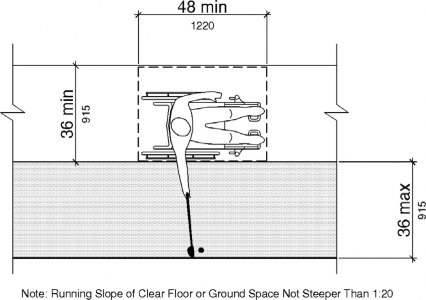 48 min
1220
36 min
915
36 max
915
Note: Running Slope of Clear Floor or Ground Space Not Steeper Than 1:20